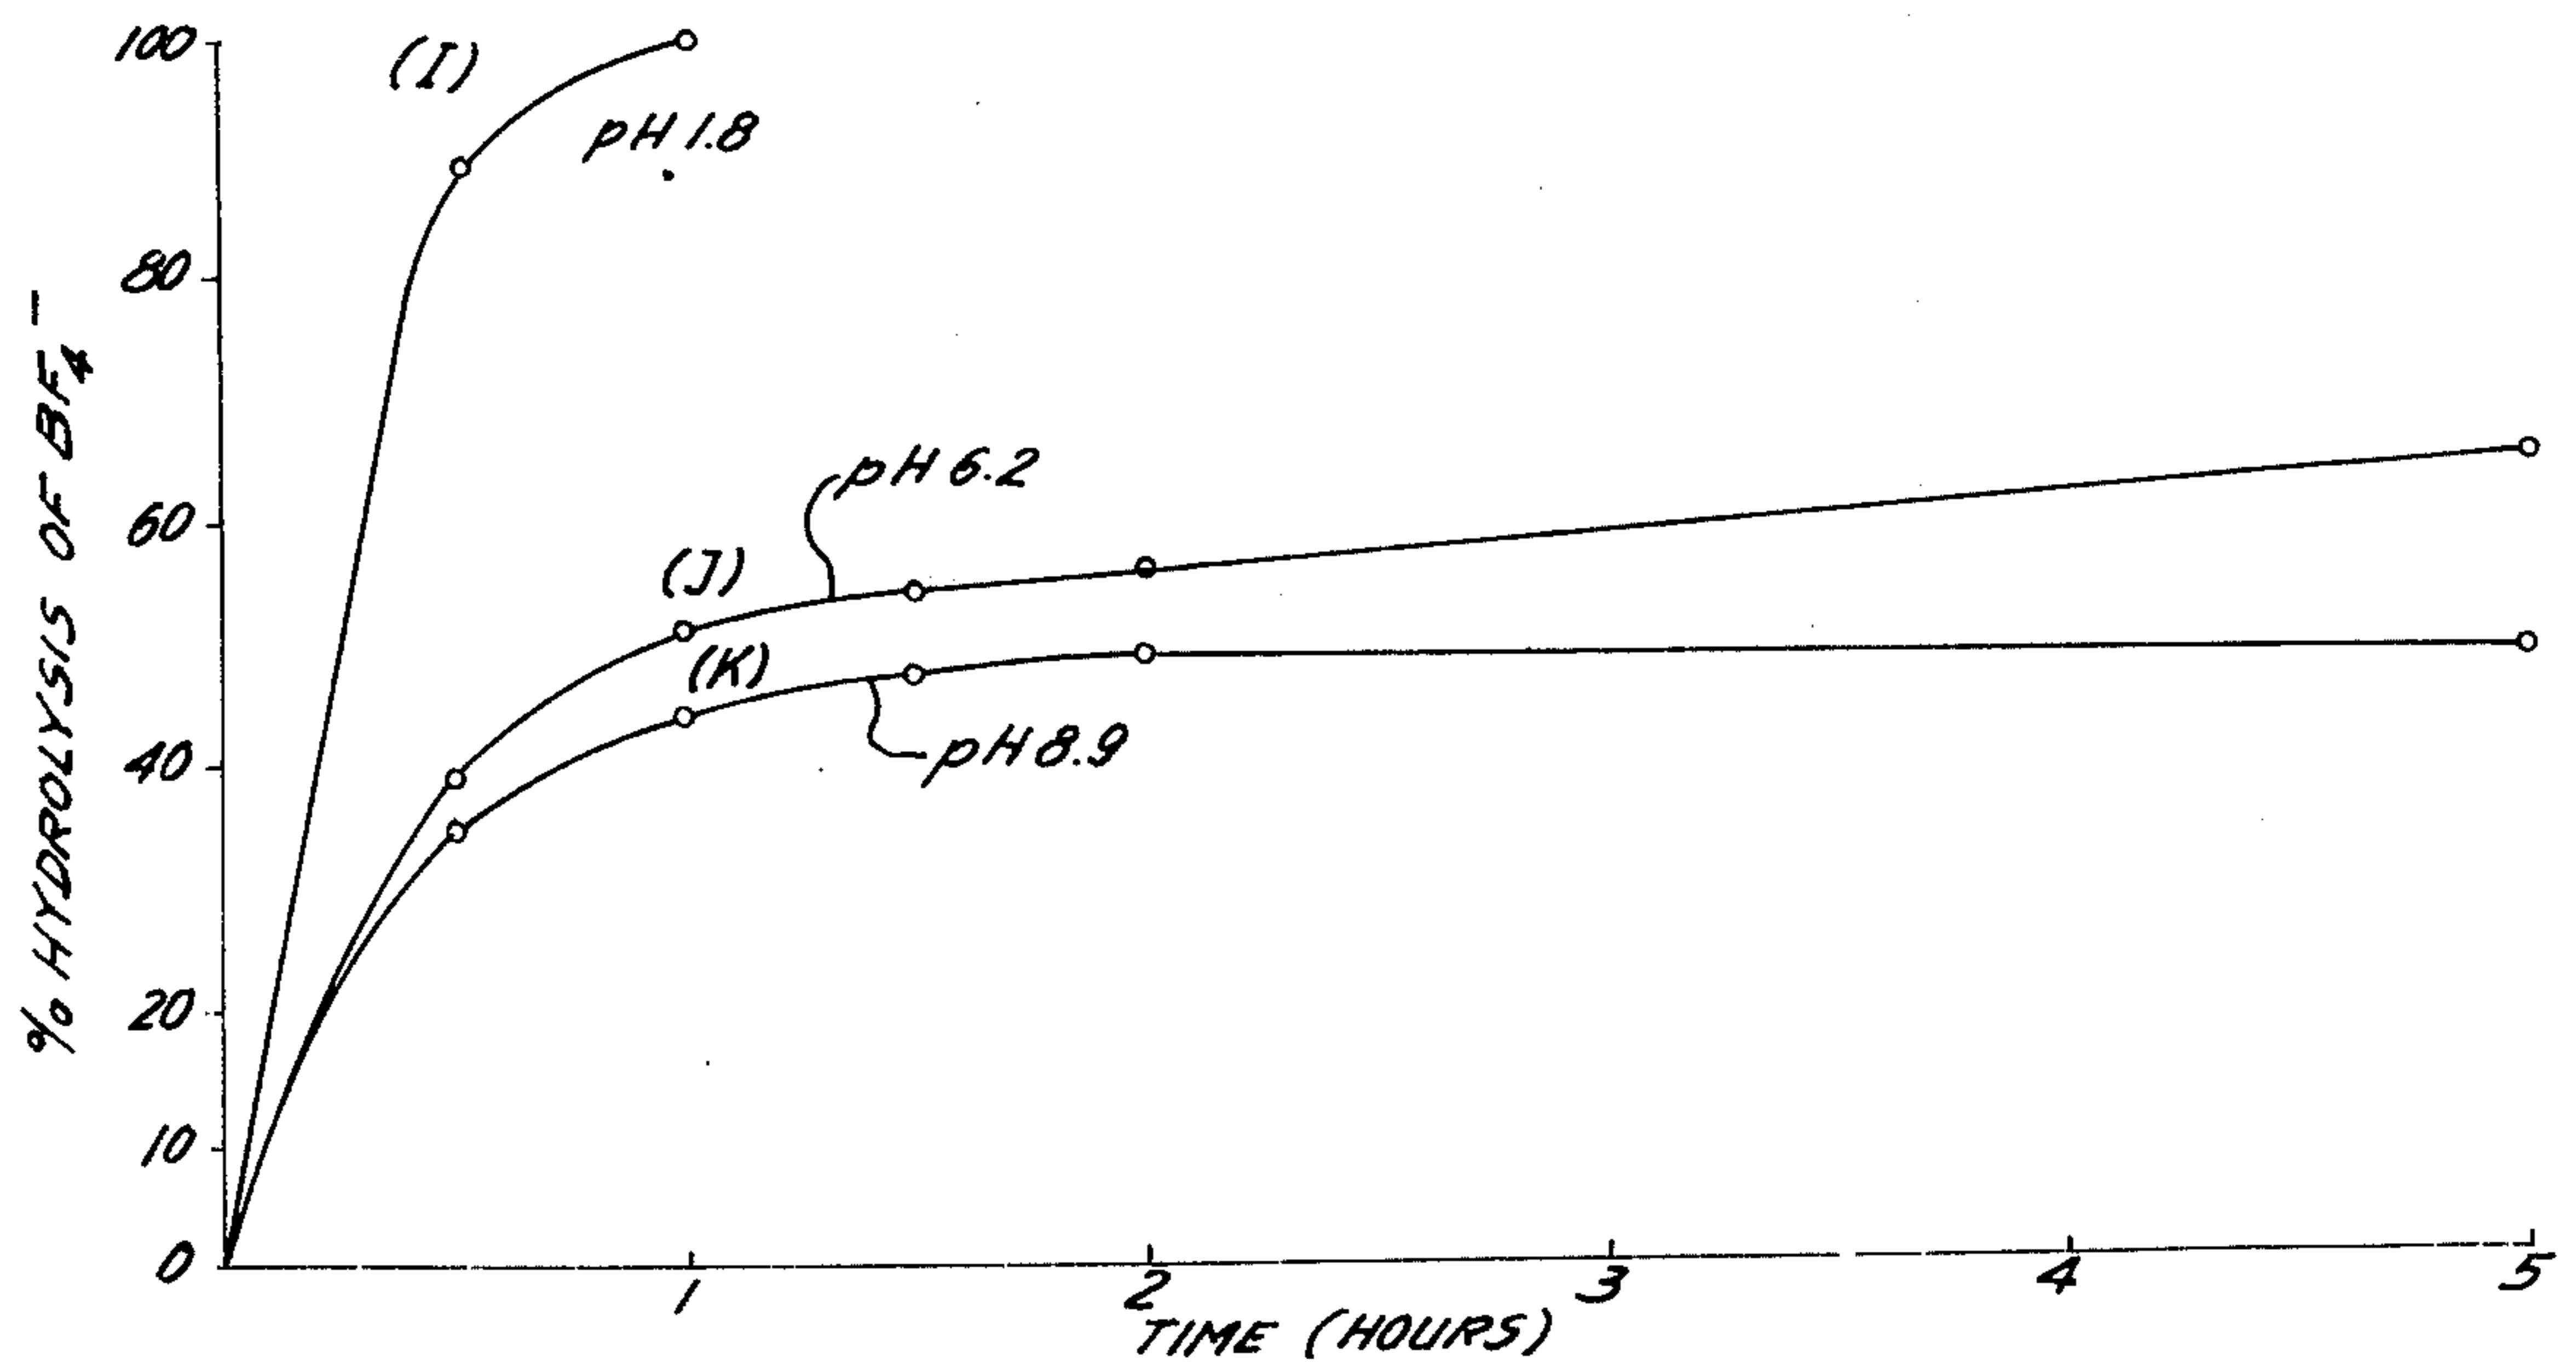 100
(I)
pH 1.8
80
% HYDROLYSIS OF BF4-
pH 6.2
60
(J)
(K)
pH 8.9
40
20
10
0
1
2
3
4
5
TIME (HOURS)